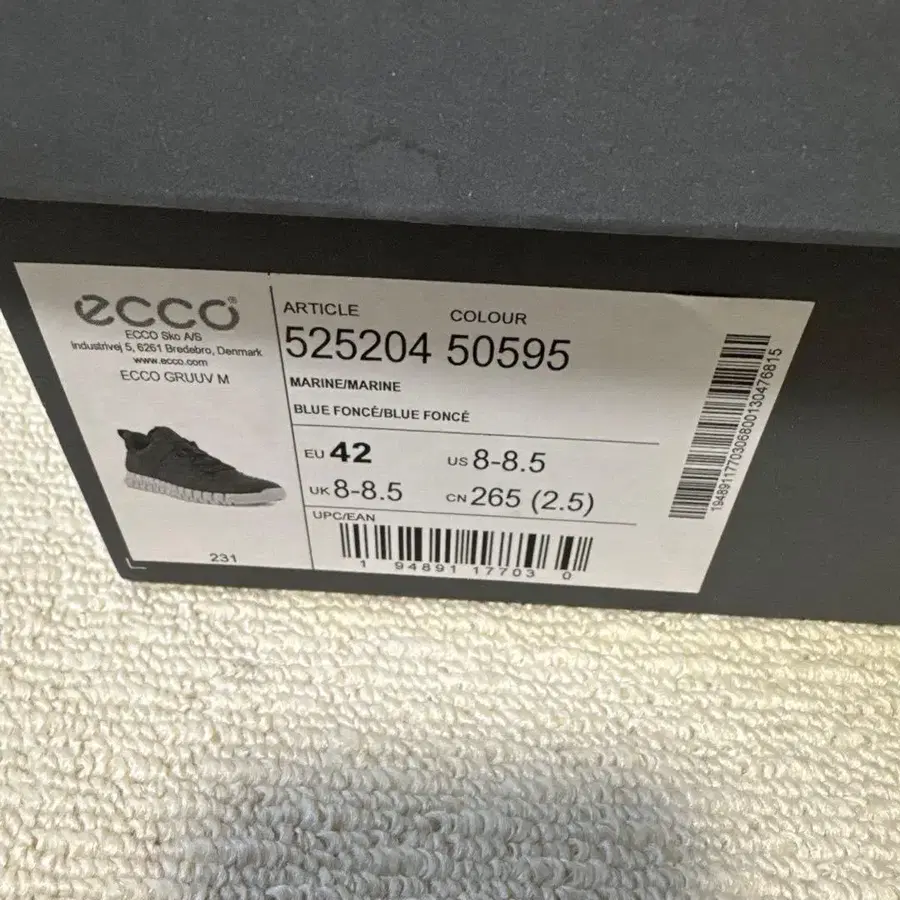 ecco®
ECCO Sko A/S
Industrivej 5, 6261 Bredebro, Denmark
www.ecco.com
ECCO GRUUV M
231
ARTICLE COLOUR
525204 50595
MARINE/MARINE
BLUE FONCÉ/BLUE FONCÉ
EU 42 US 8-8.5
UK 8-8.5 CN 265 (2.5)
UPC/EAN
1 94891 17703 0
1948911770306800130476815